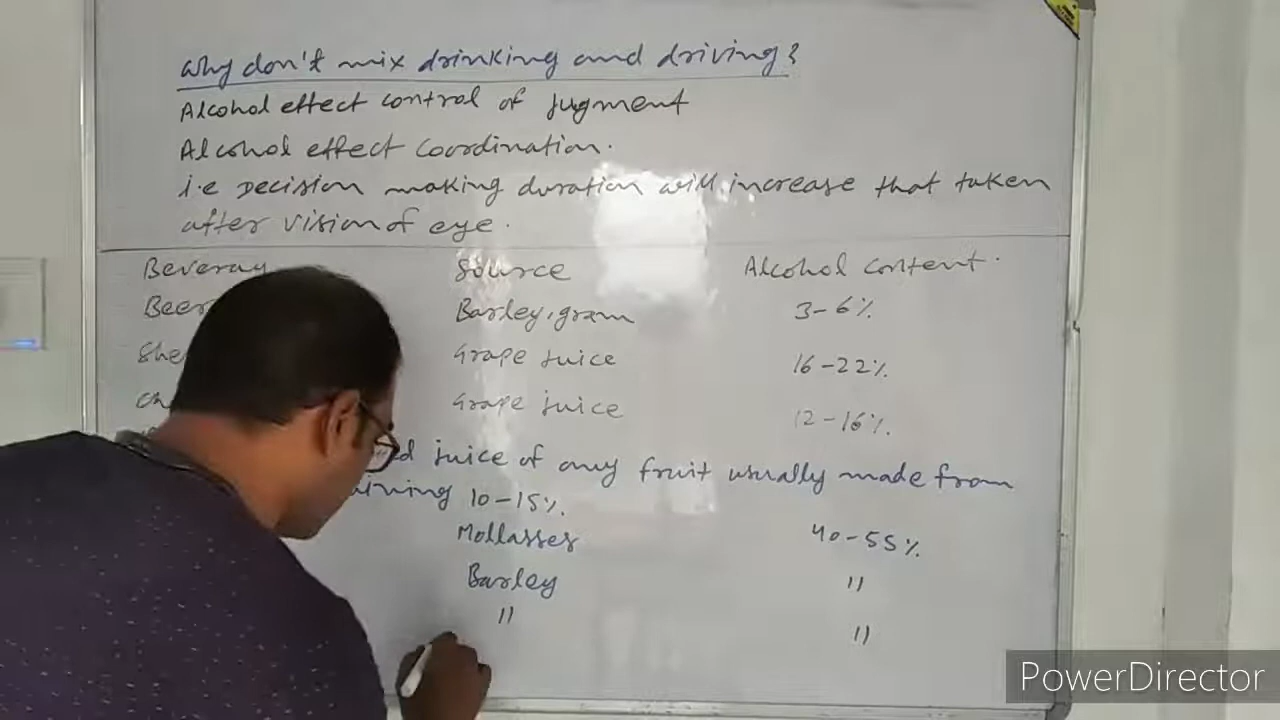 Why don't mix drinking and driving?
Alcohol effect control of jugment
Alcohol effect Coordination.
i.e Decision making duration will increase that taken
after vision of eye.
Beverag Source Alcohol content.
Beer Barley, gram 3-6%.
She Grape juice 16-22%.
Ch Grape juice 12-16%.
juice of any fruit usually made from
10-15%.
Mollasses 40-55%.
Barley "
" "
PowerDirector